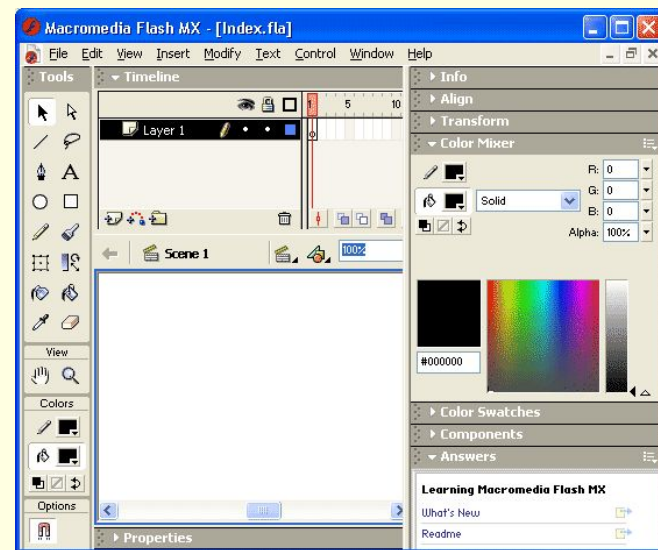 Macromedia Flash MX - [Index.fla]
File Edit View Insert Modify Text Control Window Help
Tools
Timeline
1 5 10
Layer 1
Scene 1
100%
A
View
Colors
Options
Properties
Info
Align
Transform
Color Mixer
R: 0
Solid
G: 0
B: 0
Alpha: 100%
#000000
Color Swatches
Components
Answers
Learning Macromedia Flash MX
What's New
Readme